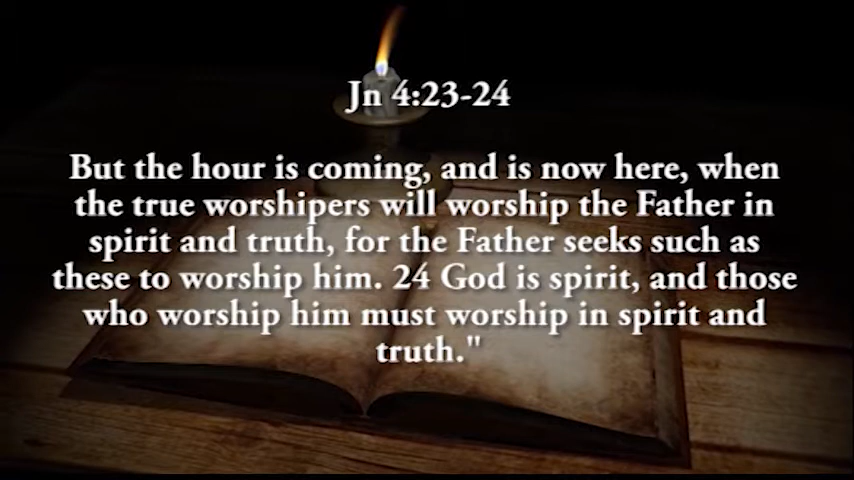 Jn 4:23-24
But the hour is coming, and is now here, when
the true worshipers will worship the Father in
spirit and truth, for the Father seeks such as
these to worship him. 24 God is spirit, and those
who worship him must worship in spirit and
truth."